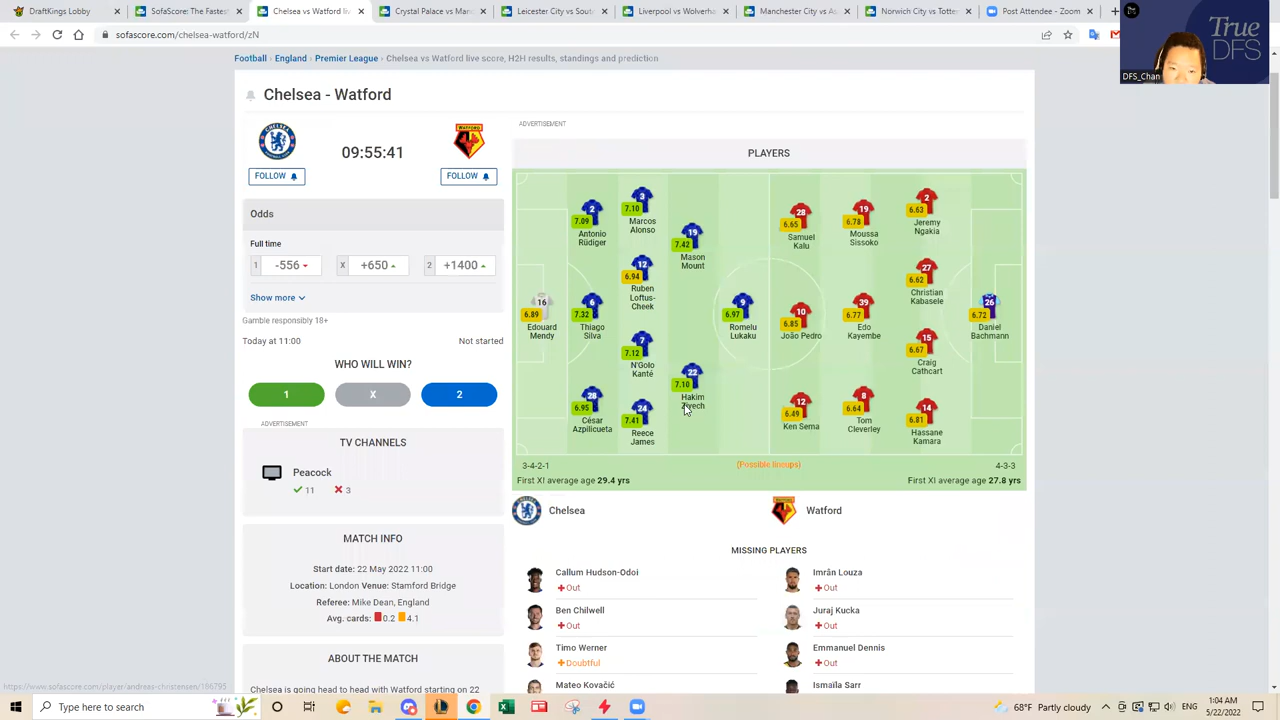 DraftKings Lobby
SofaScore: The Fastest
Chelsea vs Watford liv
Crystal Palace vs Manc
Leicester City vs Sout
Liverpool vs Wolverha
Manchester City vs As
Norwich City vs Totter
Post Attendee - Zoom
sofascore.com/chelsea-watford/zN
True
DFS
DFS_Chan
Football England Premier League Chelsea vs Watford live score, H2H results, standings and prediction
Chelsea - Watford
09:55:41
FOLLOW
FOLLOW
Odds
Full time
1 -556
X +650
2 +1400
Show more
Gamble responsibly 18+
Today at 11:00 Not started
WHO WILL WIN?
1 X 2
ADVERTISEMENT
TV CHANNELS
Peacock
11 3
MATCH INFO
Start date: 22 May 2022 11:00
Location: London Venue: Stamford Bridge
Referee: Mike Dean, England
Avg. cards: 0.2 4.1
ABOUT THE MATCH
Chelsea is going head to head with Watford starting on 22
ADVERTISEMENT
PLAYERS
16
6.89
Edouard
Mendy
2
7.09
Antonio
Rüdiger
6
7.32
Thiago
Silva
28
6.95
César
Azpilicueta
3
7.10
Marcos
Alonso
12
6.94
Ruben
Loftus-
Cheek
7
7.12
N'Golo
Kanté
24
7.41
Reece
James
19
7.42
Mason
Mount
22
7.10
Hakim
Ziyech
9
6.97
Romelu
Lukaku
28
6.65
Samuel
Kalu
10
6.85
João Pedro
12
6.49
Ken Sema
19
6.78
Moussa
Sissoko
39
6.77
Edo
Kayembe
8
6.64
Tom
Cleverley
2
6.63
Jeremy
Ngakia
27
6.62
Christian
Kabasele
15
6.67
Craig
Cathcart
14
6.81
Hassane
Kamara
26
6.72
Daniel
Bachmann
3-4-2-1 (Possible lineups) 4-3-3
First XI average age 29.4 yrs First XI average age 27.8 yrs
Chelsea Watford
MISSING PLAYERS
Callum Hudson-Odoi
Out
Imrân Louza
Out
Ben Chilwell
Out
Juraj Kucka
Out
Timo Werner
Doubtful
Emmanuel Dennis
Out
Mateo Kovačić
Ismaïla Sarr
https://www.sofascore.com/player/andreas-christensen/186795
Type here to search
68°F Partly cloudy
ENG
1:04 AM
5/22/2022